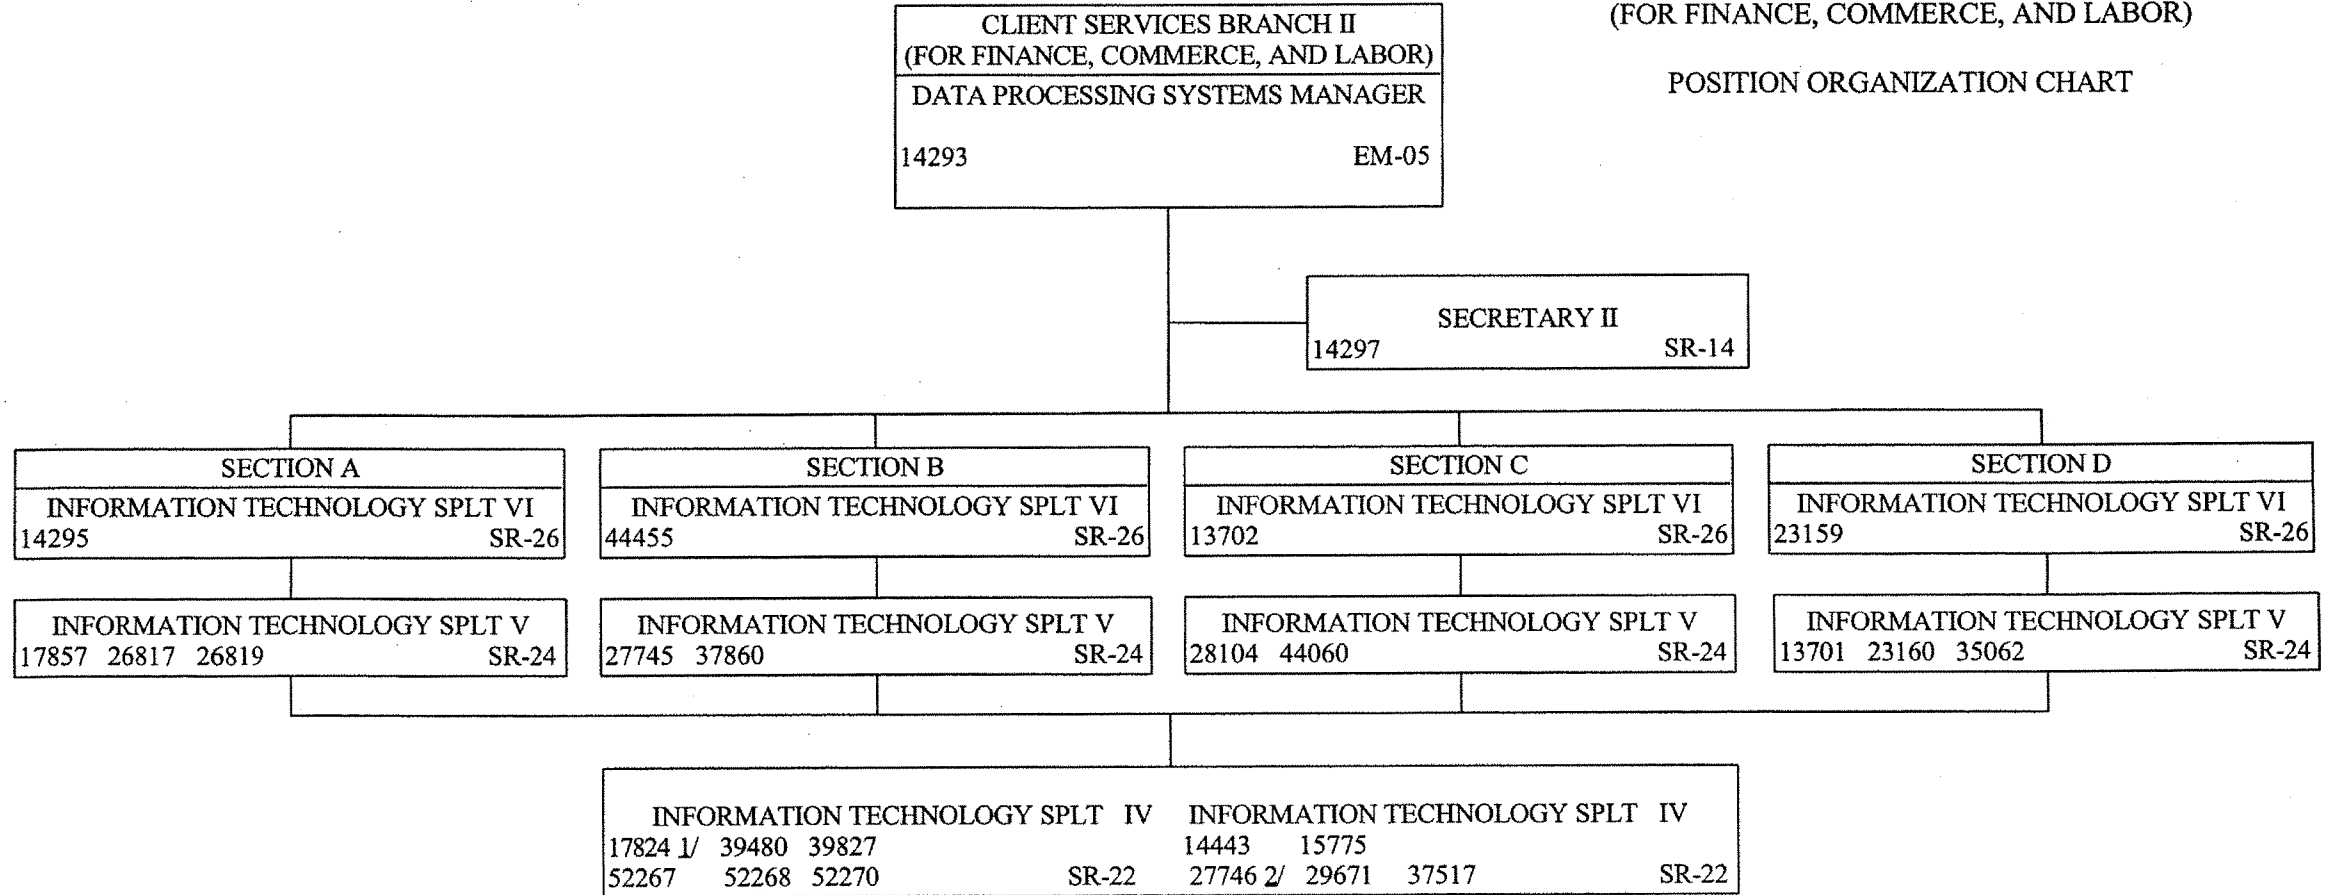 (FOR FINANCE, COMMERCE, AND LABOR)
POSITION ORGANIZATION CHART
CLIENT SERVICES BRANCH II
(FOR FINANCE, COMMERCE, AND LABOR)
DATA PROCESSING SYSTEMS MANAGER
14293 EM-05
SECRETARY II
14297 SR-14
SECTION A
INFORMATION TECHNOLOGY SPLT VI
14295 SR-26
SECTION B
INFORMATION TECHNOLOGY SPLT VI
44455 SR-26
SECTION C
INFORMATION TECHNOLOGY SPLT VI
13702 SR-26
SECTION D
INFORMATION TECHNOLOGY SPLT VI
23159 SR-26
INFORMATION TECHNOLOGY SPLT V
17857 26817 26819 SR-24
INFORMATION TECHNOLOGY SPLT V
27745 37860 SR-24
INFORMATION TECHNOLOGY SPLT V
28104 44060 SR-24
INFORMATION TECHNOLOGY SPLT V
13701 23160 35062 SR-24
INFORMATION TECHNOLOGY SPLT IV
17824 1/ 39480 39827
52267 52268 52270 SR-22
INFORMATION TECHNOLOGY SPLT IV
14443 15775
27746 2/ 29671 37517 SR-22